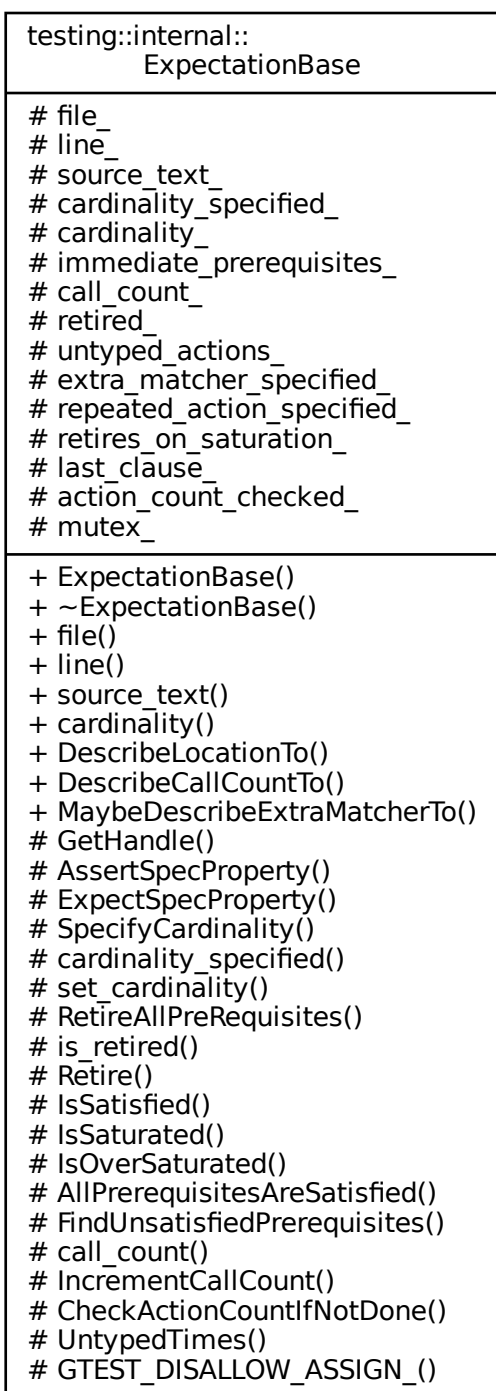 testing::internal::
ExpectationBase
# file_
# line_
# source_text_
# cardinality_specified_
# cardinality_
# immediate_prerequisites_
# call_count_
# retired_
# untyped_actions_
# extra_matcher_specified_
# repeated_action_specified_
# retires_on_saturation_
# last_clause_
# action_count_checked_
# mutex_
+ ExpectationBase()
+ ~ExpectationBase()
+ file()
+ line()
+ source_text()
+ cardinality()
+ DescribeLocationTo()
+ DescribeCallCountTo()
+ MaybeDescribeExtraMatcherTo()
# GetHandle()
# AssertSpecProperty()
# ExpectSpecProperty()
# SpecifyCardinality()
# cardinality_specified()
# set_cardinality()
# RetireAllPreRequisites()
# is_retired()
# Retire()
# IsSatisfied()
# IsSaturated()
# IsOverSaturated()
# AllPrerequisitesAreSatisfied()
# FindUnsatisfiedPrerequisites()
# call_count()
# IncrementCallCount()
# CheckActionCountIfNotDone()
# UntypedTimes()
# GTEST_DISALLOW_ASSIGN_()